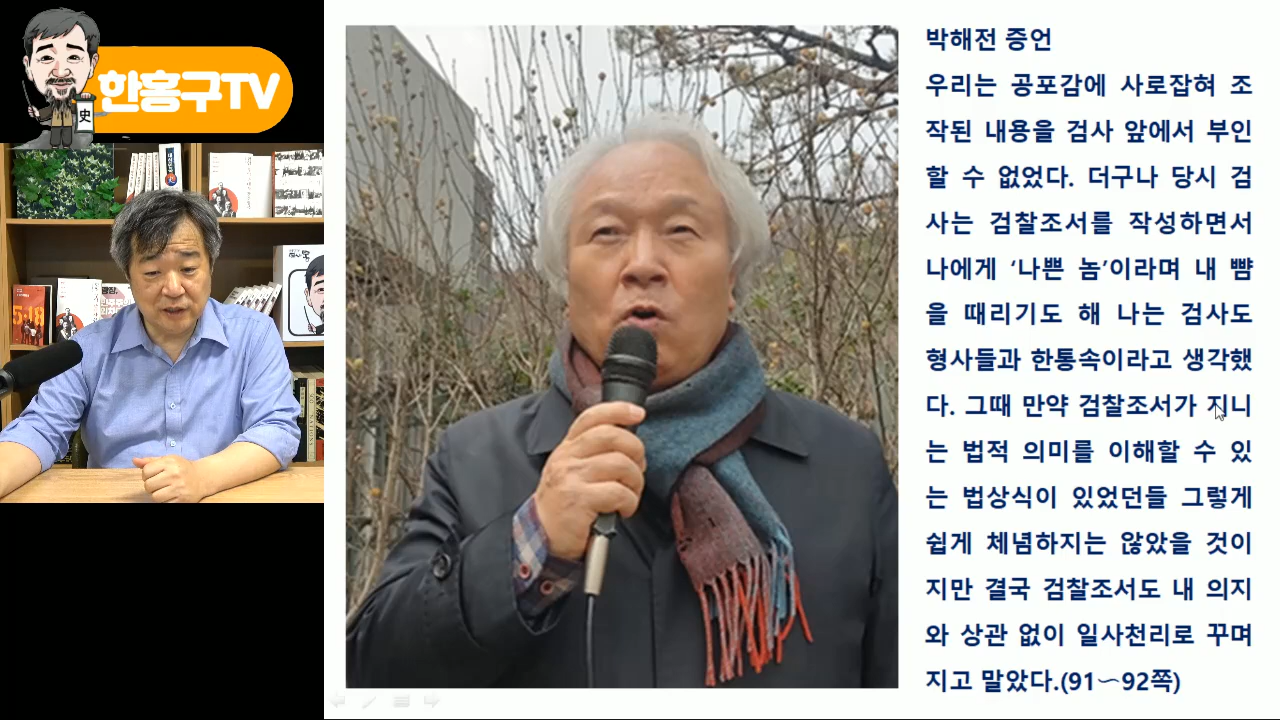 한홍구TV
史
5·18
박해전 증언
우리는 공포감에 사로잡혀 조
작된 내용을 검사 앞에서 부인
할 수 없었다. 더구나 당시 검
사는 검찰조서를 작성하면서
나에게 ‘나쁜 놈’이라며 내 뺨
을 때리기도 해 나는 검사도
형사들과 한통속이라고 생각했
다. 그때 만약 검찰조서가 지니
는 법적 의미를 이해할 수 있
는 법상식이 있었던들 그렇게
쉽게 체념하지는 않았을 것이
지만 결국 검찰조서도 내 의지
와 상관 없이 일사천리로 꾸며
지고 말았다.(91∼92쪽)